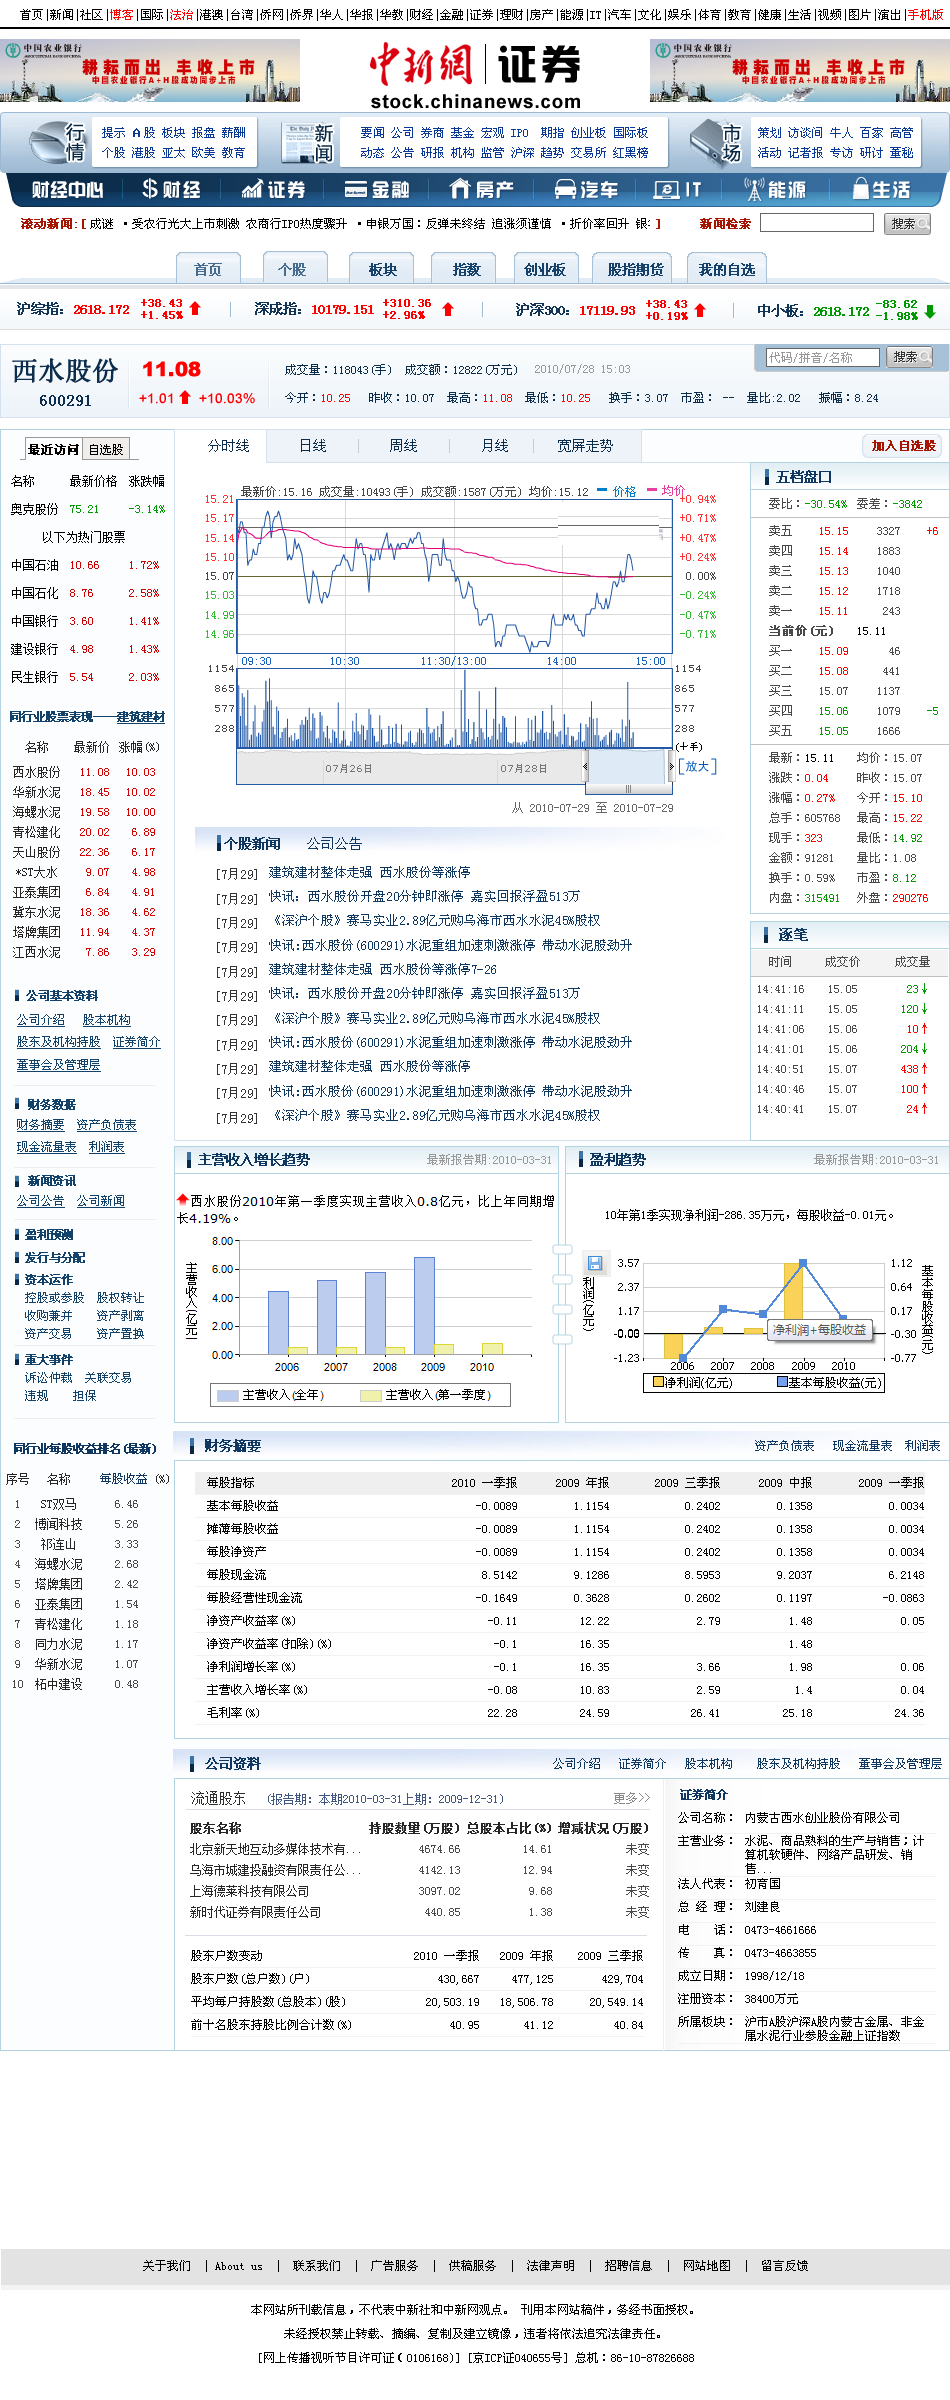 首页|新闻|社区|博客|国际|法治|港澳|台湾|侨网|侨界|华人|华报|华教|财经|金融|证券|理财|房产|能源|IT|汽车|文化|娱乐|体育|教育|健康|生活|视频|图片|演出|手机版
中国农业银行
耕耘而出 丰收上市
中国农业银行A+H段成功同步上市
中新网 证券
stock.chinanews.com
中国农业银行
耕耘而出 丰收上市
中国农业银行A+H段成功同步上市
行情
提示 A股 板块 报盘 薪酬
个股 港股 亚太 欧美 教育
新闻
要闻 公司 券商 基金 宏观 IPO 期指 创业板 国际板
动态 公告 研报 机构 监管 沪深 趋势 交易所 红黑榜
市场
策划 访谈间 牛人 百家 高管
活动 记者报 专访 研讨 董秘
财经中心 $财经 证券 金融 房产 汽车 IT 能源 生活
滚动新闻:[ 成谜 ·受农行光大上市刺激 农商行IPO热度骤升 ·申银万国：反弹未终结 追涨须谨慎 ·折价率回升 银 ]
新闻检索 搜索
首页 个股 板块 指数 创业板 股指期货 我的自选
沪综指: 2618.172 +38.43 +1.45%
深成指: 10179.151 +310.36 +2.96%
沪深300: 17119.93 +38.43 +0.19%
中小板: 2618.172 -83.62 -1.98%
西水股份
600291
11.08
+1.01 +10.03%
成交量：118043(手) 成交额：12822(万元) 2010/07/28 15:03
今开：10.25 昨收：10.07 最高：11.08 最低：10.25 换手：3.07 市盈： -- 量比:2.02 振幅：8.24
代码/拼音/名称 搜索
最近访问 自选股
名称 最新价格 涨跌幅
奥克股份 75.21 -3.14%
以下为热门股票
中国石油 10.66 1.72%
中国石化 8.76 2.58%
中国银行 3.60 1.41%
建设银行 4.98 1.43%
民生银行 5.54 2.03%
同行业股票表现——建筑建材
名称 最新价 涨幅(%)
西水股份 11.08 10.03
华新水泥 18.45 10.02
海螺水泥 19.58 10.00
青松建化 20.02 6.89
天山股份 22.36 6.17
*ST大水 9.07 4.98
亚泰集团 6.84 4.91
冀东水泥 18.36 4.62
塔牌集团 11.94 4.37
江西水泥 7.86 3.29
公司基本资料
公司介绍 股本机构
股东及机构持股 证券简介
董事会及管理层
财务数据
财务摘要 资产负债表
现金流量表 利润表
新闻资讯
公司公告 公司新闻
盈利预测
发行与分配
资本运作
控股或参股 股权转让
收购兼并 资产剥离
资产交易 资产置换
重大事件
诉讼仲裁 关联交易
违规 担保
同行业每股收益排名(最新)
序号 名称 每股收益 (%)
1 ST双马 6.46
2 博闻科技 5.26
3 祁连山 3.33
4 海螺水泥 2.68
5 塔牌集团 2.42
6 亚泰集团 1.54
7 青松建化 1.18
8 同力水泥 1.17
9 华新水泥 1.07
10 柘中建设 0.48
分时线 日线 周线 月线 宽屏走势
加入自选股
最新价:15.16 成交量:10493(手) 成交额:1587(万元) 均价:15.12 价格 均价
15.21 +0.94%
15.17 +0.71%
15.14 +0.47%
15.10 +0.24%
15.07 0.00%
15.03 -0.24%
14.99 -0.47%
14.96 -0.71%
09:30 10:30 11:30/13:00 14:00 15:00
1154 1154
865 865
577 577
288 288
(十手)
07月26日 07月28日
[放大]
从 2010-07-29 至 2010-07-29
个股新闻 公司公告
[7月29] 建筑建材整体走强 西水股份等涨停
[7月29] 快讯：西水股份开盘20分钟即涨停 嘉实回报浮盈513万
[7月29] 《深沪个股》赛马实业2.89亿元购乌海市西水水泥45%股权
[7月29] 快讯:西水股份(600291)水泥重组加速刺激涨停 带动水泥股劲升
[7月29] 建筑建材整体走强 西水股份等涨停7-26
[7月29] 快讯：西水股份开盘20分钟即涨停 嘉实回报浮盈513万
[7月29] 《深沪个股》赛马实业2.89亿元购乌海市西水水泥45%股权
[7月29] 快讯:西水股份(600291)水泥重组加速刺激涨停 带动水泥股劲升
[7月29] 建筑建材整体走强 西水股份等涨停
[7月29] 快讯:西水股份(600291)水泥重组加速刺激涨停 带动水泥股劲升
[7月29] 《深沪个股》赛马实业2.89亿元购乌海市西水水泥45%股权
五档盘口
委比：-30.54% 委差：-3842
卖五 15.15 3327 +6
卖四 15.14 1883
卖三 15.13 1040
卖二 15.12 1718
卖一 15.11 243
当前价(元) 15.11
买一 15.09 46
买二 15.08 441
买三 15.07 1137
买四 15.06 1079 -5
买五 15.05 1666
最新：15.11 均价：15.07
涨跌：0.04 昨收：15.07
涨幅：0.27% 今开：15.10
总手：605768 最高：15.22
现手：323 最低：14.92
金额：91281 量比：1.08
换手：0.59% 市盈：8.12
内盘：315491 外盘：290276
逐笔
时间 成交价 成交量
14:41:16 15.05 23↓
14:41:11 15.05 120↓
14:41:06 15.06 10↑
14:41:01 15.06 204↓
14:40:51 15.07 438↑
14:40:46 15.07 100↑
14:40:41 15.07 24↑
主营收入增长趋势 最新报告期:2010-03-31
西水股份2010年第一季度实现主营收入0.8亿元，比上年同期增
长4.19%。
主营收入(亿元)
8.00
6.00
4.00
2.00
0.00
2006 2007 2008 2009 2010
主营收入(全年) 主营收入(第一季度)
盈利趋势 最新报告期:2010-03-31
10年第1季实现净利润-286.35万元，每股收益-0.01元。
利润(亿元)
基本每股收益(元)
3.57 1.12
2.37 0.64
1.17 0.17
-0.30
-1.23 -0.77
净利润+每股收益
2006 2007 2008 2009 2010
净利润(亿元) 基本每股收益(元)
财务摘要 资产负债表 现金流量表 利润表
每股指标 2010 一季报 2009 年报 2009 三季报 2009 中报 2009 一季报
基本每股收益 -0.0089 1.1154 0.2402 0.1358 0.0034
摊薄每股收益 -0.0089 1.1154 0.2402 0.1358 0.0034
每股净资产 -0.0089 1.1154 0.2402 0.1358 0.0034
每股现金流 8.5142 9.1286 8.5953 9.2037 6.2148
每股经营性现金流 -0.1649 0.3628 0.2602 0.1197 -0.0863
净资产收益率(%) -0.11 12.22 2.79 1.48 0.05
净资产收益率(扣除)(%) -0.1 16.35 1.48
净利润增长率(%) -0.1 16.35 3.66 1.98 0.06
主营收入增长率(%) -0.08 10.83 2.59 1.4 0.04
毛利率(%) 22.28 24.59 26.41 25.18 24.36
公司资料 公司介绍 证券简介 股本机构 股东及机构持股 董事会及管理层
流通股东 (报告期：本期2010-03-31上期：2009-12-31) 更多>>
股东名称 持股数量(万股) 总股本占比(%) 增减状况(万股)
北京新天地互动多媒体技术有... 4674.66 14.61 未变
乌海市城建投融资有限责任公... 4142.13 12.94 未变
上海德莱科技有限公司 3097.02 9.68 未变
新时代证券有限责任公司 440.85 1.38 未变
股东户数变动 2010 一季报 2009 年报 2009 三季报
股东户数(总户数)(户) 430,667 477,125 429,704
平均每户持股数(总股本)(股) 20,503.19 18,506.78 20,549.14
前十名股东持股比例合计数(%) 40.95 41.12 40.84
证券简介
公司名称： 内蒙古西水创业股份有限公司
主营业务： 水泥、商品熟料的生产与销售；计
算机软硬件、网络产品研发、销
售...
法人代表： 初育国
总 经 理： 刘建良
电 话： 0473-4661666
传 真： 0473-4663855
成立日期： 1998/12/18
注册资本： 38400万元
所属板块： 沪市A股沪深A股内蒙古金属、非金
属水泥行业参股金融上证指数
关于我们 | About us | 联系我们 | 广告服务 | 供稿服务 | 法律声明 | 招聘信息 | 网站地图 | 留言反馈
本网站所刊载信息，不代表中新社和中新网观点。 刊用本网站稿件，务经书面授权。
未经授权禁止转载、摘编、复制及建立镜像，违者将依法追究法律责任。
[网上传播视听节目许可证（0106168)] [京ICP证040655号] 总机：86-10-87826688